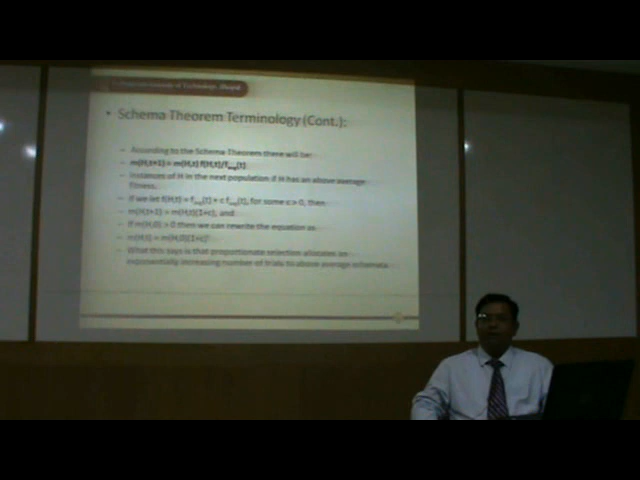 of Technology, Bhopal
• Schema Theorem Terminology (Cont.):
– According to the Schema Theorem there will be:
– m(H,t+1) = m(H,t) f(H,t)/f_avg(t)
– Instances of H in the next population if H has an above average
fitness.
– If we let f(H,t) = f_avg(t) + c f_avg(t), for some c > 0, then
– m(H,t+1) = m(H,t)(1+c), and
– If m(H,0) > 0 then we can rewrite the equation as
– m(H,t) = m(H,0)(1+c)^t
– What this says is that proportionate selection allocates an
exponentially increasing number of trials to above average schemata.